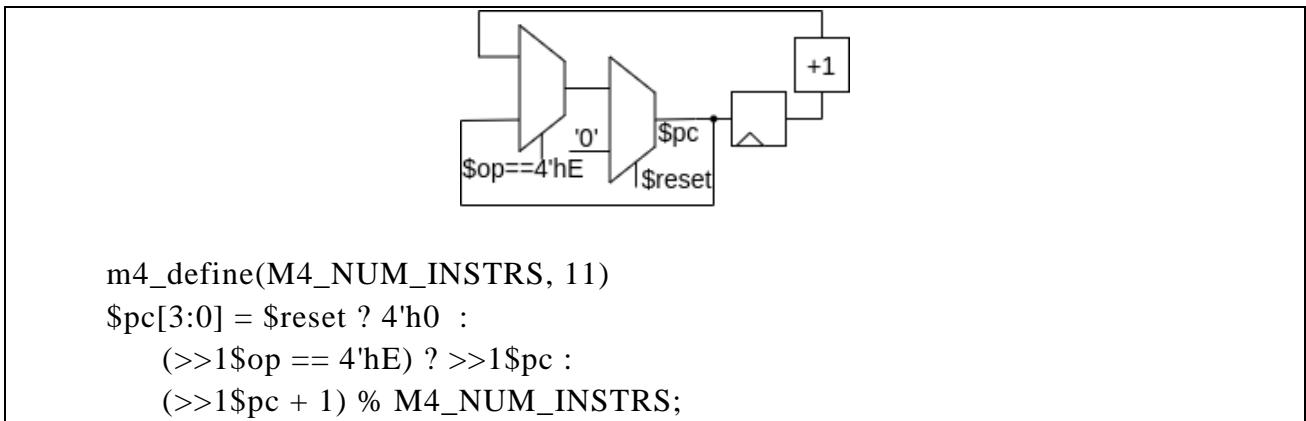 +1
'0'
$pc
$op==4'hE
$reset
m4_define(M4_NUM_INSTRS, 11)
$pc[3:0] = $reset ? 4'h0 :
(>>1$op == 4'hE) ? >>1$pc :
(>>1$pc + 1) % M4_NUM_INSTRS;